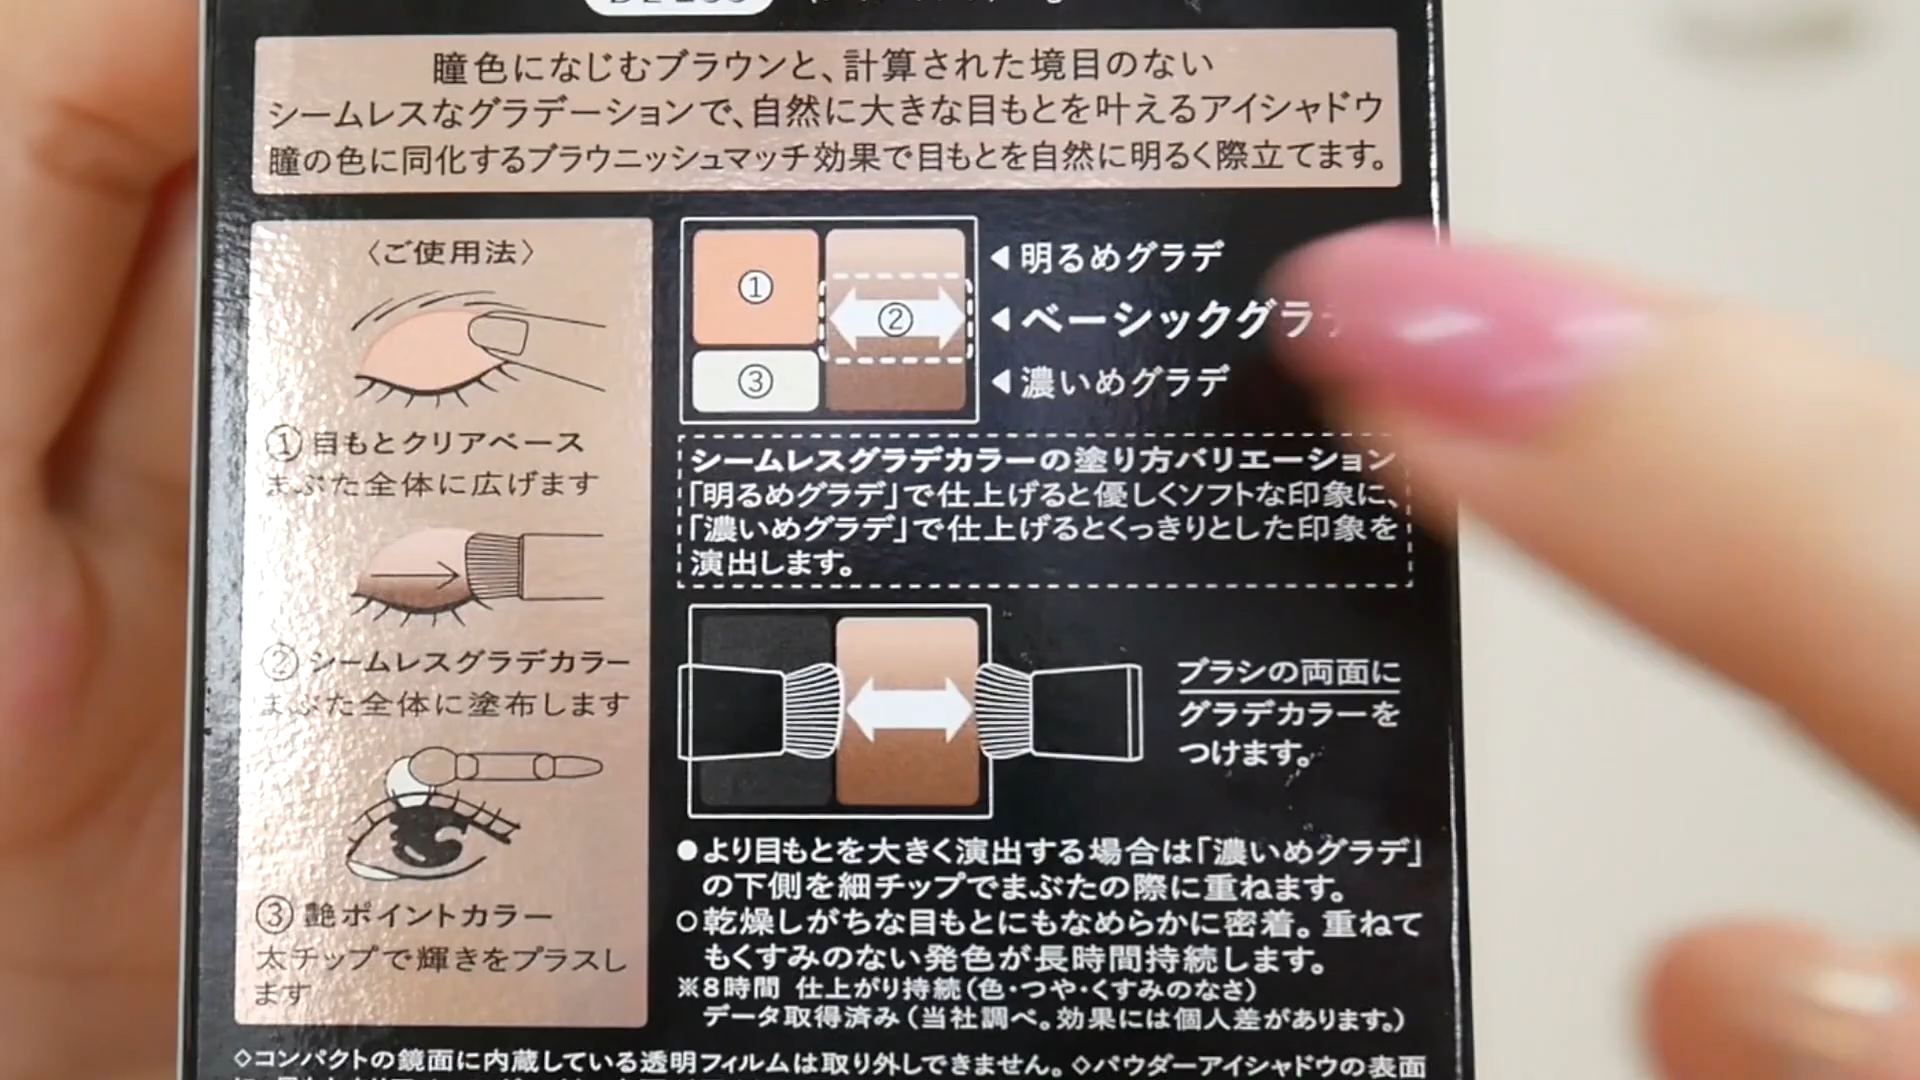 瞳色になじむブラウンと、計算された境目のない
シームレスなグラデーションで、自然に大きな目もとを叶えるアイシャドウ
瞳の色に同化するブラウニッシュマッチ効果で目もとを自然に明るく際立てます。
〈ご使用法〉
①目もとクリアベース
まぶた全体に広げます
②シームレスグラデカラー
まぶた全体に塗布します
③艶ポイントカラー
太チップで輝きをプラスし
ます
①
②
③
◀明るめグラデ
◀ベーシックグラ
◀濃いめグラデ
シームレスグラデカラーの塗り方バリエーション
「明るめグラデ」で仕上げると優しくソフトな印象に、
「濃いめグラデ」で仕上げるとくっきりとした印象を
演出します。
ブラシの両面に
グラデカラーを
つけます。
●より目もとを大きく演出する場合は「濃いめグラデ」
の下側を細チップでまぶたの際に重ねます。
○乾燥しがちな目もとにもなめらかに密着。重ねて
もくすみのない発色が長時間持続します。
※8時間 仕上がり持続(色・つや・くすみのなさ)
データ取得済み(当社調べ。効果には個人差があります。)
◇コンパクトの鏡面に内蔵している透明フィルムは取り外しできません。◇パウダーアイシャドウの表面